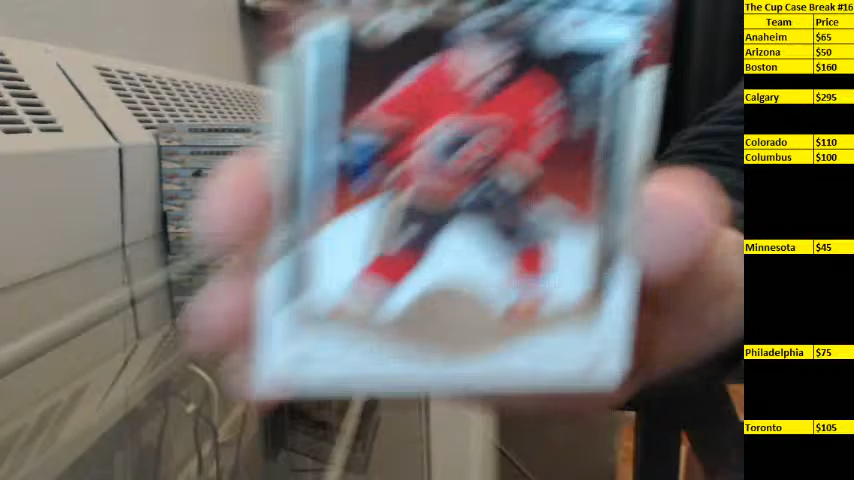 The Cup Case Break #16
Team Price
Anaheim $65
Arizona $50
Boston $160
Calgary $295
Colorado $110
Columbus $100
Minnesota $45
Philadelphia $75
Toronto $105